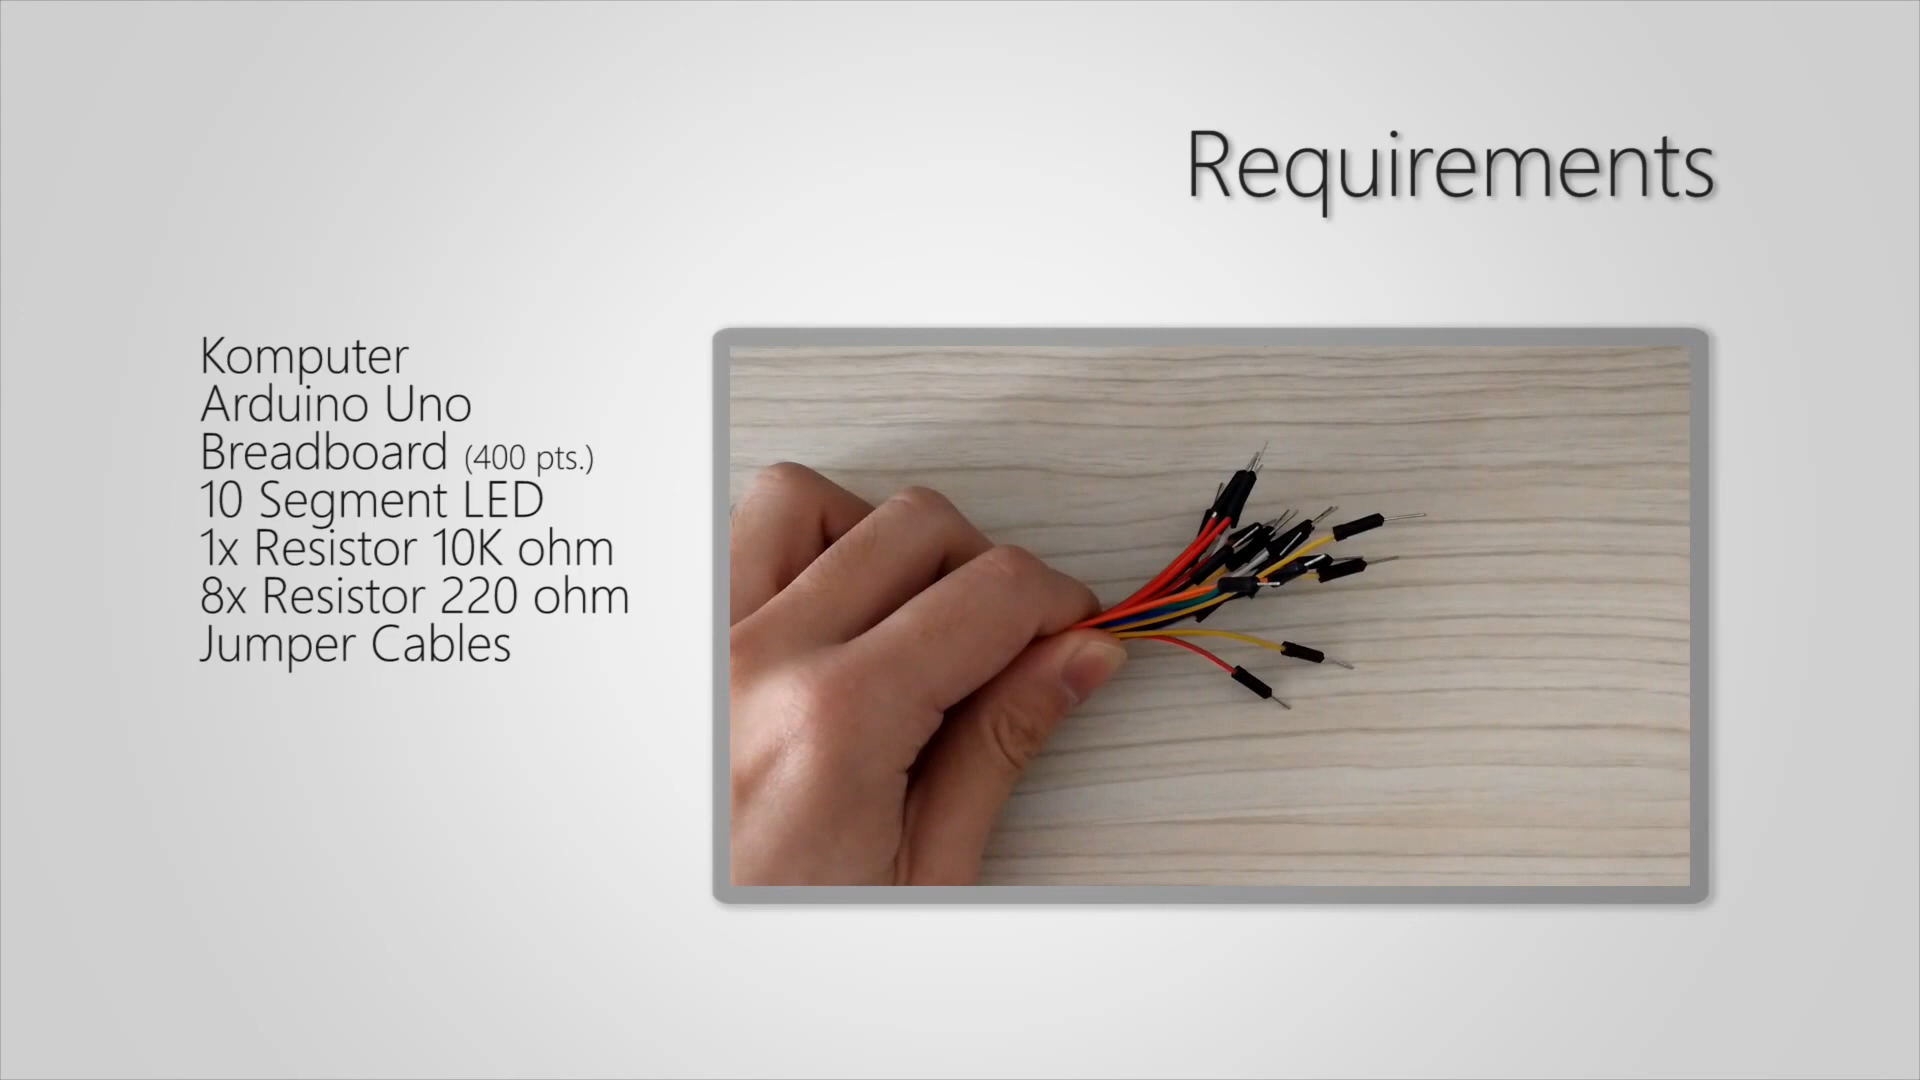 Requirements
Komputer
Arduino Uno
Breadboard (400 pts.)
10 Segment LED
1x Resistor 10K ohm
8x Resistor 220 ohm
Jumper Cables